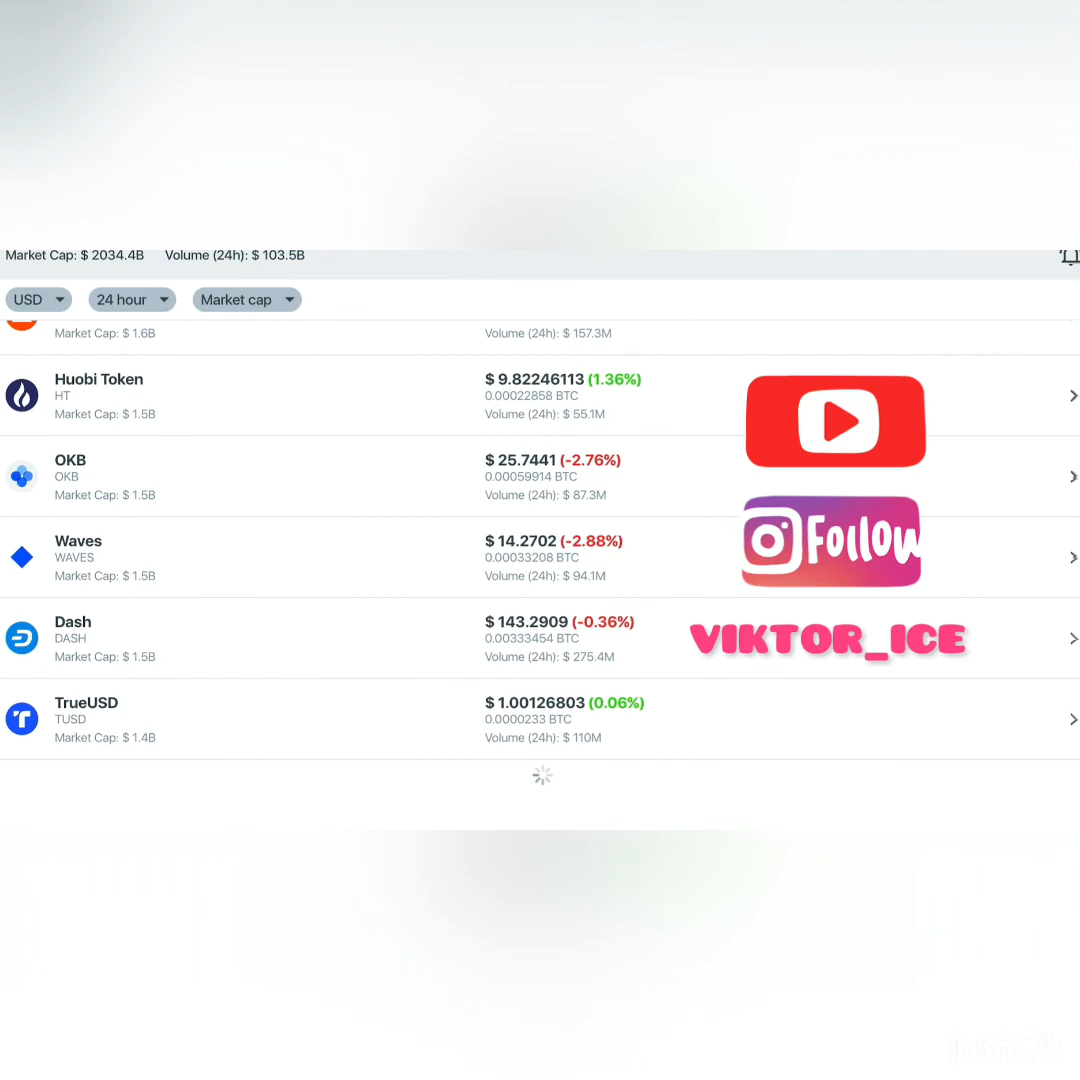 Market Cap: $ 2034.4B Volume (24h): $ 103.5B
USD 24 hour Market cap
Market Cap: $ 1.6B Volume (24h): $ 157.3M
Huobi Token $ 9.82246113 (1.36%)
HT 0.00022858 BTC
Market Cap: $ 1.5B Volume (24h): $ 55.1M
OKB $ 25.7441 (-2.76%)
OKB 0.00059914 BTC
Market Cap: $ 1.5B Volume (24h): $ 87.3M
Waves $ 14.2702 (-2.88%)
WAVES 0.00033208 BTC
Market Cap: $ 1.5B Volume (24h): $ 94.1M
Follow
Dash $ 143.2909 (-0.36%)
DASH 0.00333454 BTC
Market Cap: $ 1.5B Volume (24h): $ 275.4M
VIKTOR_ICE
TrueUSD $ 1.00126803 (0.06%)
TUSD 0.0000233 BTC
Market Cap: $ 1.4B Volume (24h): $ 110M